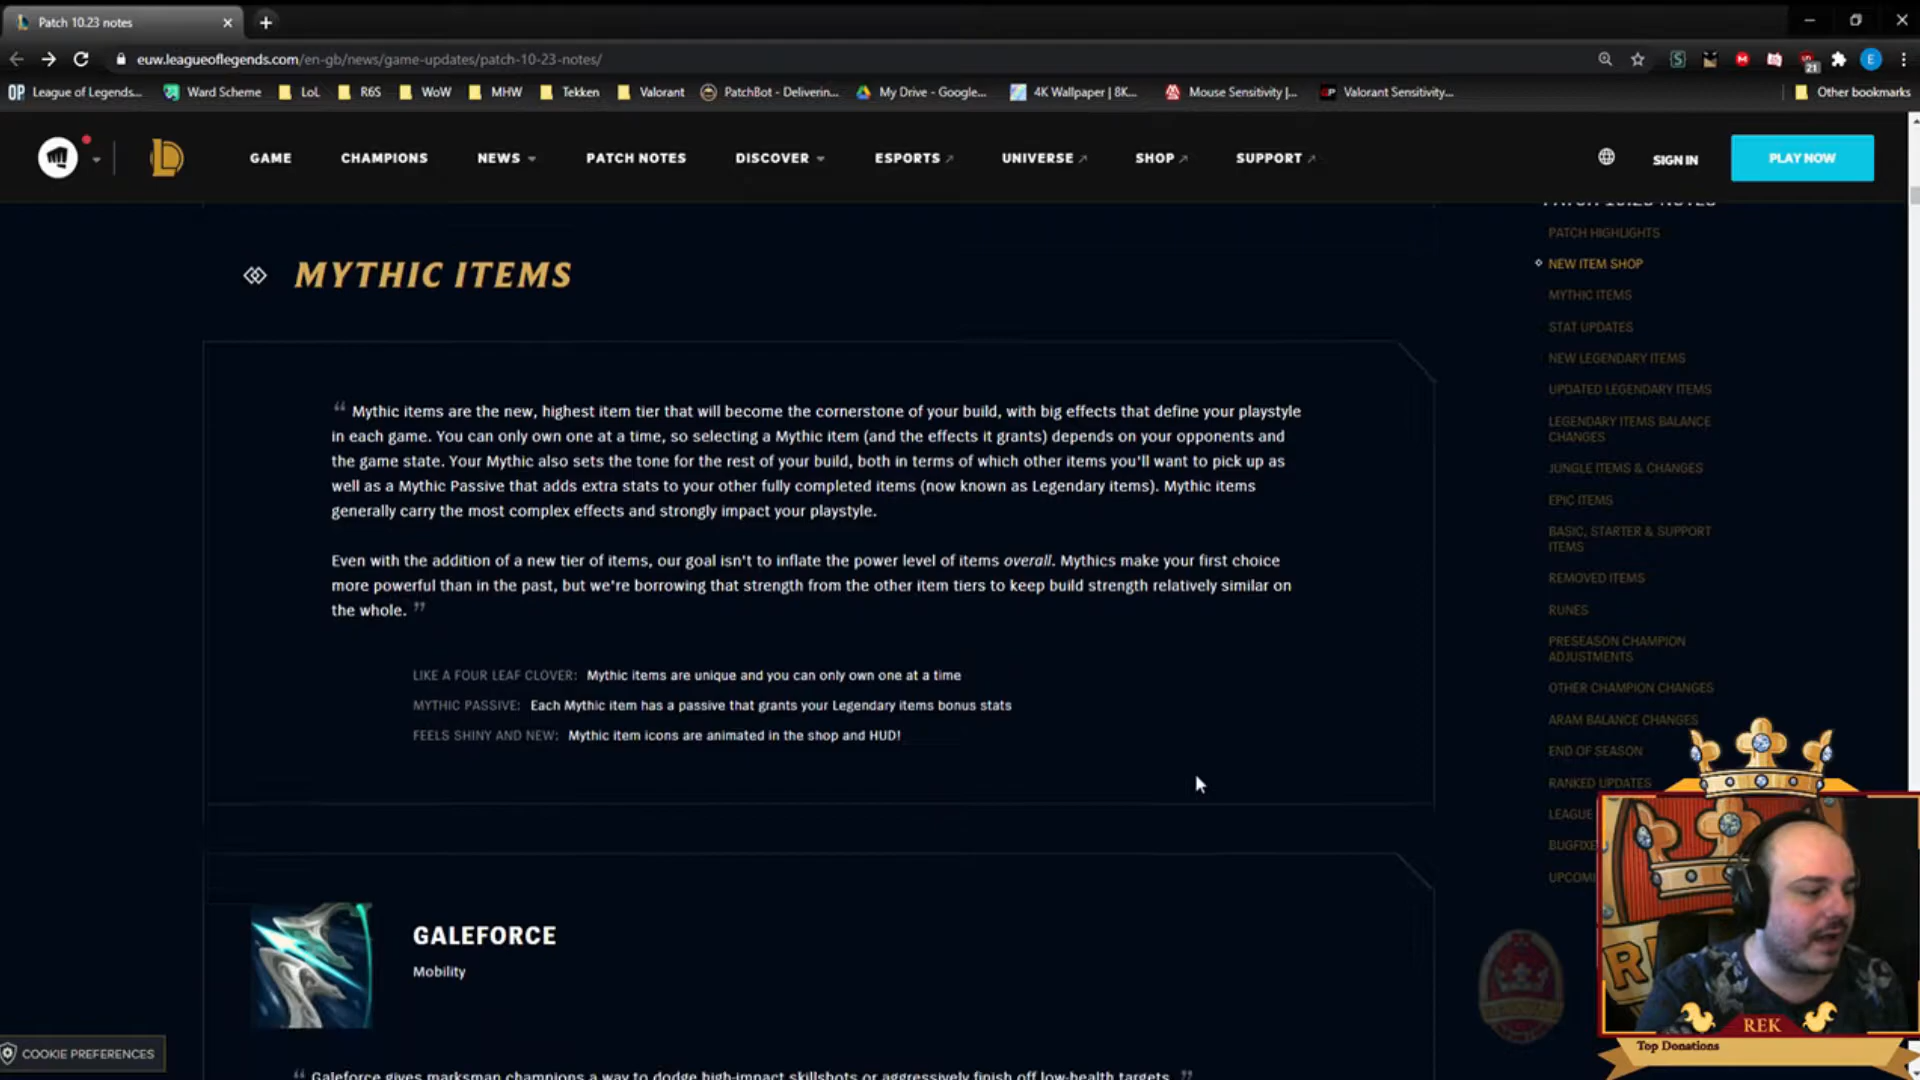 Patch 10.23 notes
euw.leagueoflegends.com/en-gb/news/game-updates/patch-10-23-notes/
21
E
OP League of Legends... Ward Scheme LoL R6S WoW MHW Tekken Valorant PatchBot - Deliverin... My Drive - Google... 4K Wallpaper | 8K... Mouse Sensitivity |... Valorant Sensitivity... Other bookmarks
GAME CHAMPIONS NEWS PATCH NOTES DISCOVER ESPORTS UNIVERSE SHOP SUPPORT SIGN IN PLAY NOW
PATCH 10.23 NOTES
PATCH HIGHLIGHTS
NEW ITEM SHOP
MYTHIC ITEMS
STAT UPDATES
NEW LEGENDARY ITEMS
UPDATED LEGENDARY ITEMS
LEGENDARY ITEMS BALANCE
CHANGES
JUNGLE ITEMS & CHANGES
EPIC ITEMS
BASIC, STARTER & SUPPORT
ITEMS
REMOVED ITEMS
RUNES
PRESEASON CHAMPION
ADJUSTMENTS
OTHER CHAMPION CHANGES
ARAM BALANCE CHANGES
END OF SEASON
RANKED UPDATES
LEAGUE
BUGFIXE
UPCOMI
MYTHIC ITEMS
“ Mythic items are the new, highest item tier that will become the cornerstone of your build, with big effects that define your playstyle
in each game. You can only own one at a time, so selecting a Mythic item (and the effects it grants) depends on your opponents and
the game state. Your Mythic also sets the tone for the rest of your build, both in terms of which other items you'll want to pick up as
well as a Mythic Passive that adds extra stats to your other fully completed items (now known as Legendary items). Mythic items
generally carry the most complex effects and strongly impact your playstyle.
Even with the addition of a new tier of items, our goal isn't to inflate the power level of items overall. Mythics make your first choice
more powerful than in the past, but we're borrowing that strength from the other item tiers to keep build strength relatively similar on
the whole. ”
LIKE A FOUR LEAF CLOVER: Mythic items are unique and you can only own one at a time
MYTHIC PASSIVE: Each Mythic item has a passive that grants your Legendary items bonus stats
FEELS SHINY AND NEW: Mythic item icons are animated in the shop and HUD!
GALEFORCE
Mobility
“ Galeforce gives marksman champions a way to dodge high-impact skillshots or aggressively finish off low-health targets. ”
COOKIE PREFERENCES
REK
Top Donations